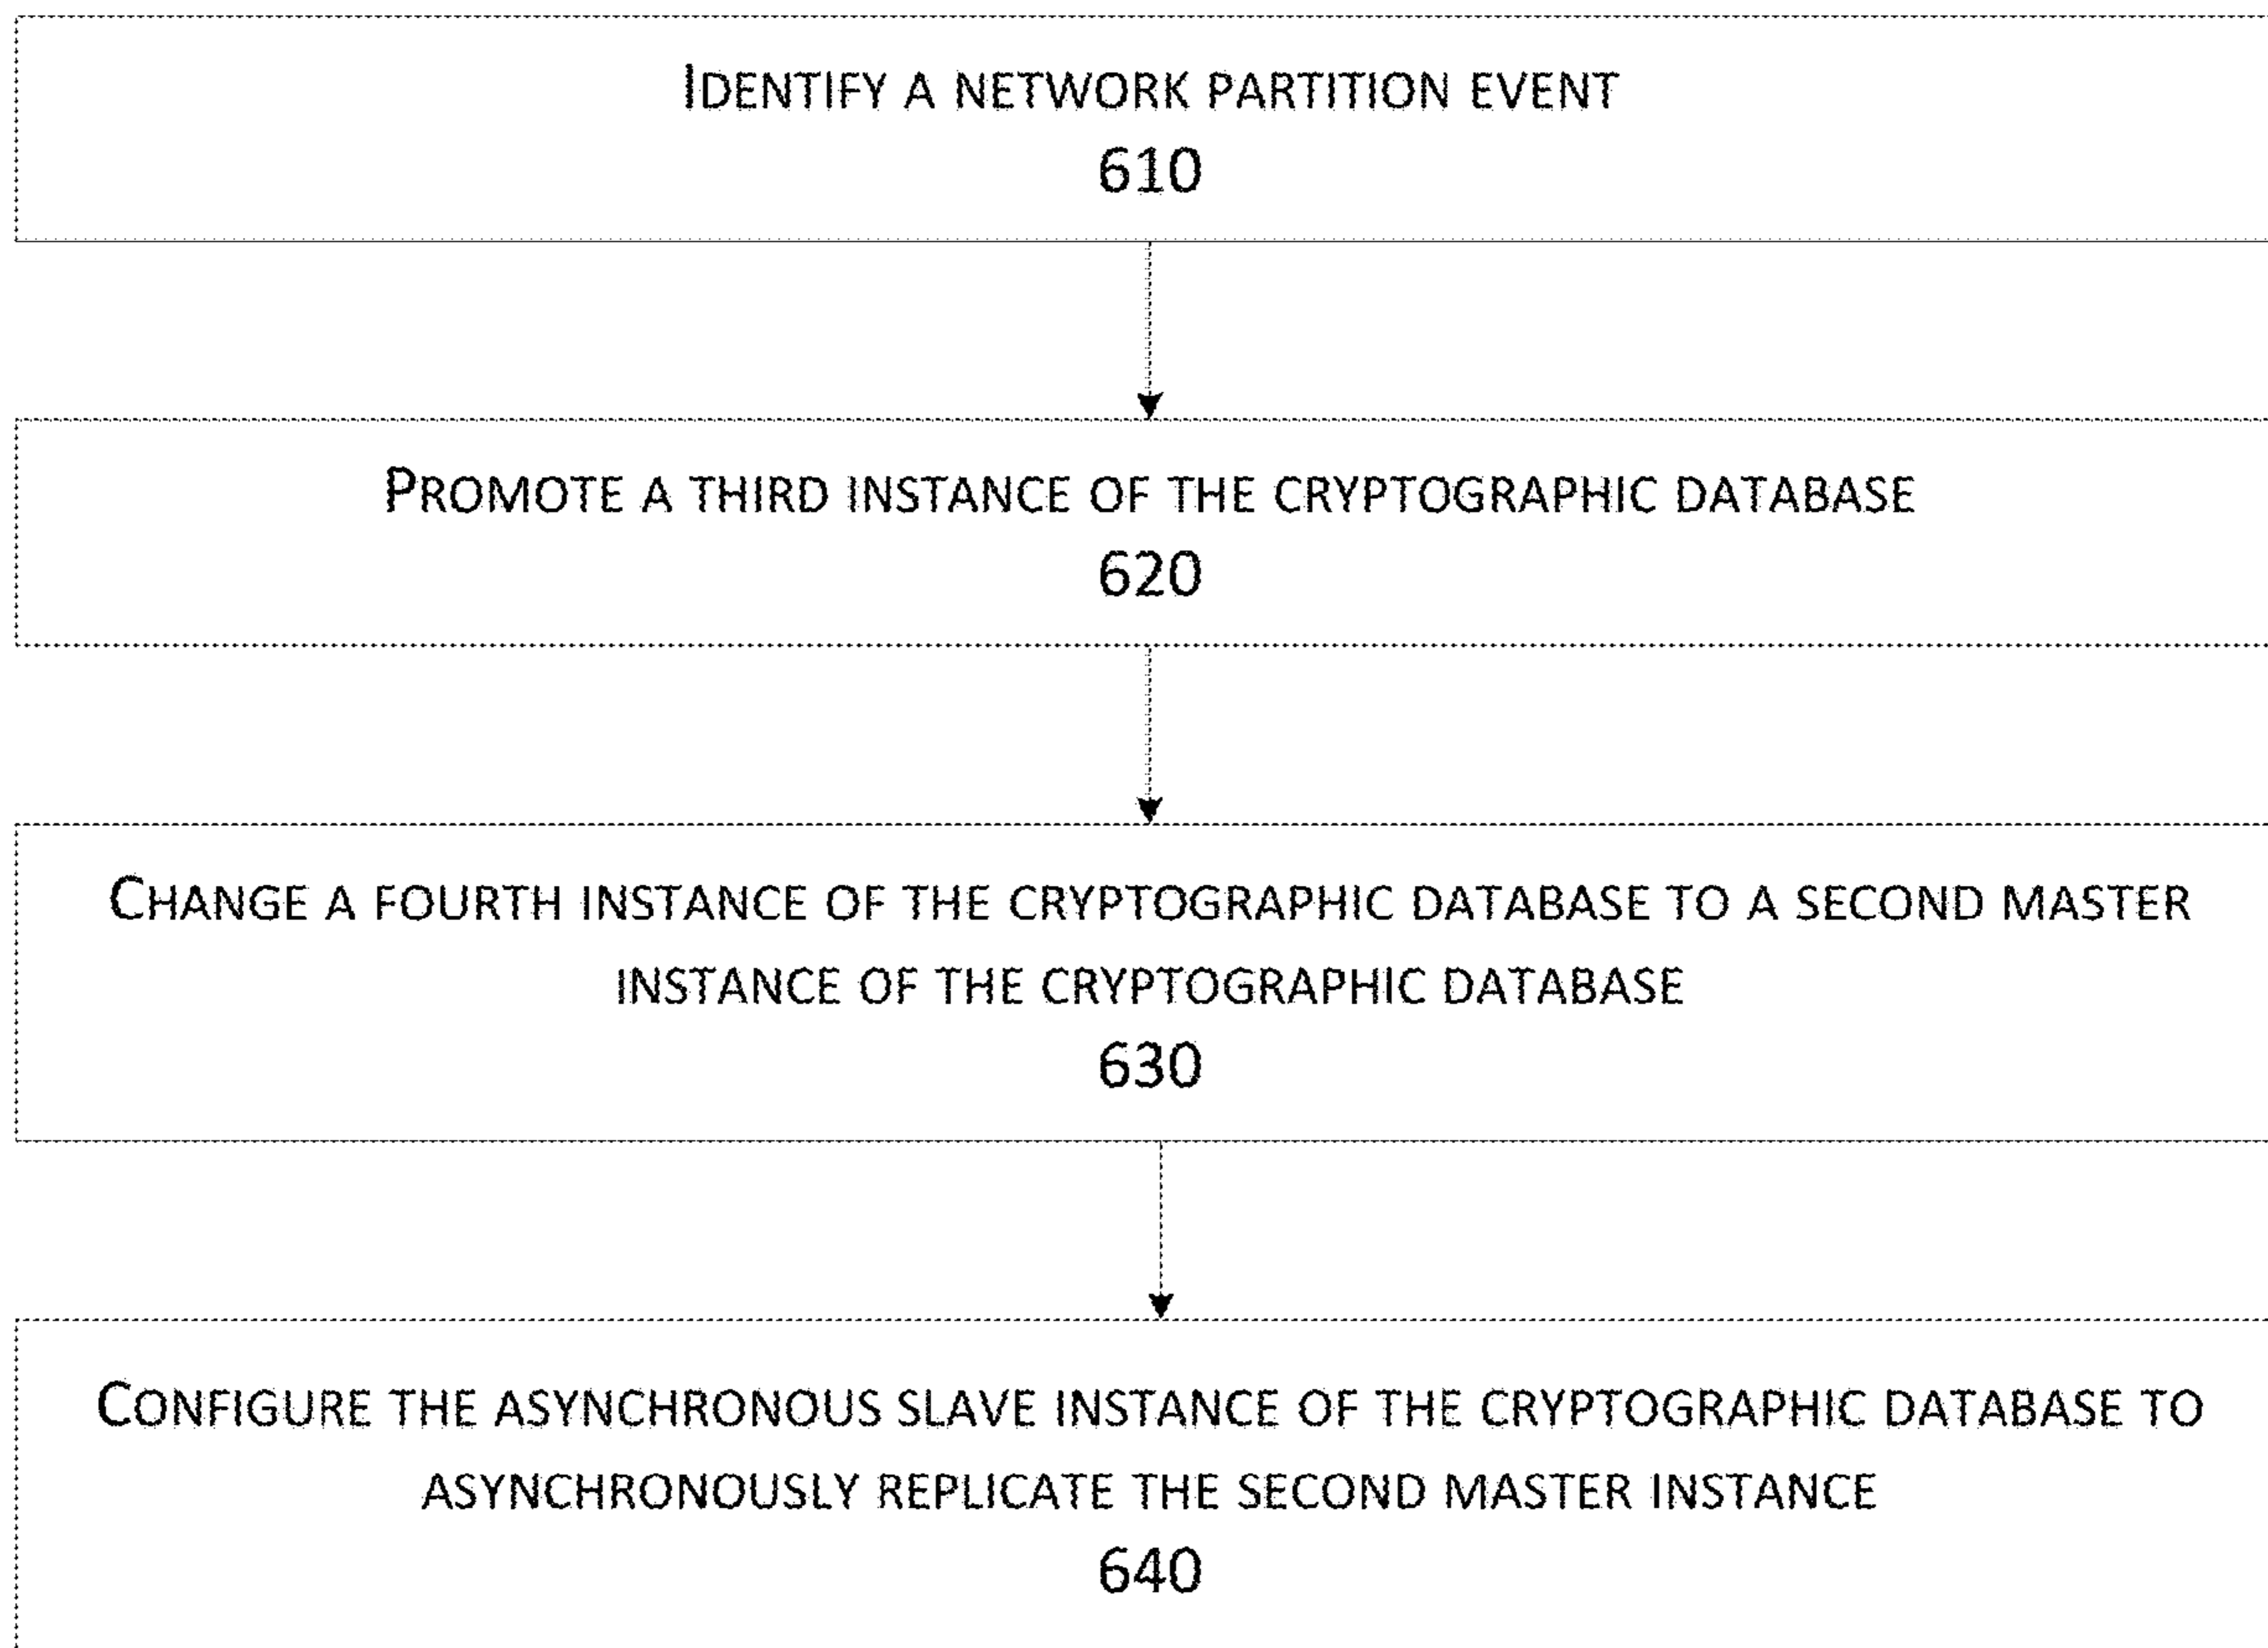 IDENTIFY A NETWORK PARTITION EVENT
610
PROMOTE A THIRD INSTANCE OF THE CRYPTOGRAPHIC DATABASE
620
CHANGE A FOURTH INSTANCE OF THE CRYPTOGRAPHIC DATABASE TO A SECOND MASTER
INSTANCE OF THE CRYPTOGRAPHIC DATABASE
630
CONFIGURE THE ASYNCHRONOUS SLAVE INSTANCE OF THE CRYPTOGRAPHIC DATABASE TO
ASYNCHRONOUSLY REPLICATE THE SECOND MASTER INSTANCE
640